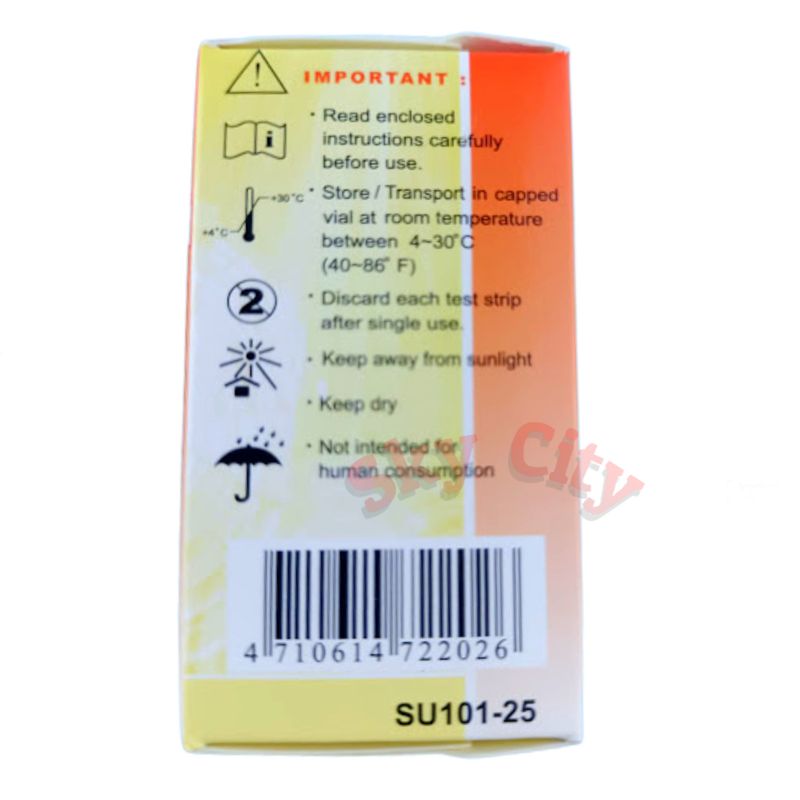 IMPORTANT :
· Read enclosed
instructions carefully
before use.
+30°C
+4°C
· Store / Transport in capped
vial at room temperature
between 4~30°C
(40~86° F)
2
· Discard each test strip
after single use.
· Keep away from sunlight
· Keep dry
· Not intended for
human consumption
Sky City
4 710614 722026
SU101-25